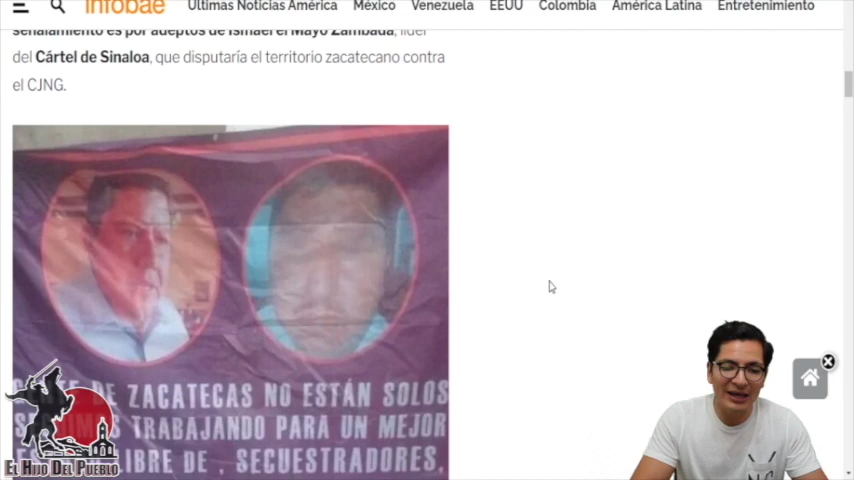 infobae
Últimas Noticias América México Venezuela EEUU Colombia América Latina Entretenimiento
señalamiento es por adeptos de Ismael el Mayo Zambada, líder
del Cártel de Sinaloa, que disputaría el territorio zacatecano contra
el CJNG.
DE ZACATECAS NO ESTÁN SOLOS
TRABAJANDO PARA UN MEJOR
LIBRE DE , SECUESTRADORES,
EL HIJO DEL PUEBLO